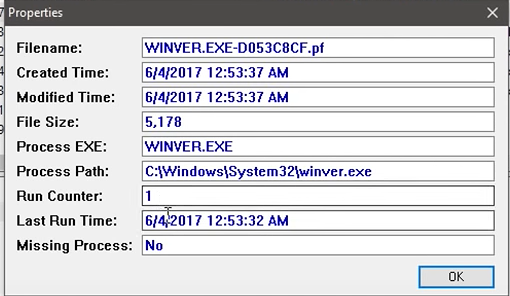 Properties
Filename: WINVER.EXE-D053C8CF.pf
Created Time: 6/4/2017 12:53:37 AM
Modified Time: 6/4/2017 12:53:37 AM
File Size: 5,178
Process EXE: WINVER.EXE
Process Path: C:\Windows\System32\winver.exe
Run Counter: 1
Last Run Time: 6/4/2017 12:53:32 AM
Missing Process: No
OK